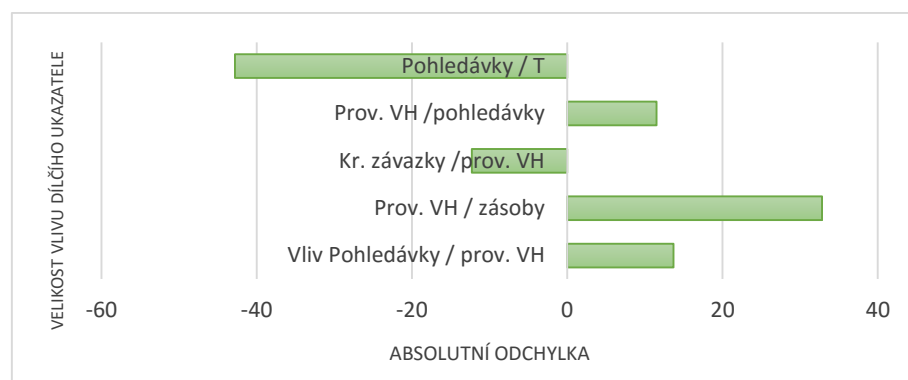 VELIKOST VLIVU DÍLČÍHO UKAZATELE
Pohledávky / T
Prov. VH /pohledávky
Kr. závazky /prov. VH
Prov. VH / zásoby
Vliv Pohledávky / prov. VH
-60 -40 -20 0 20 40
ABSOLUTNÍ ODCHYLKA